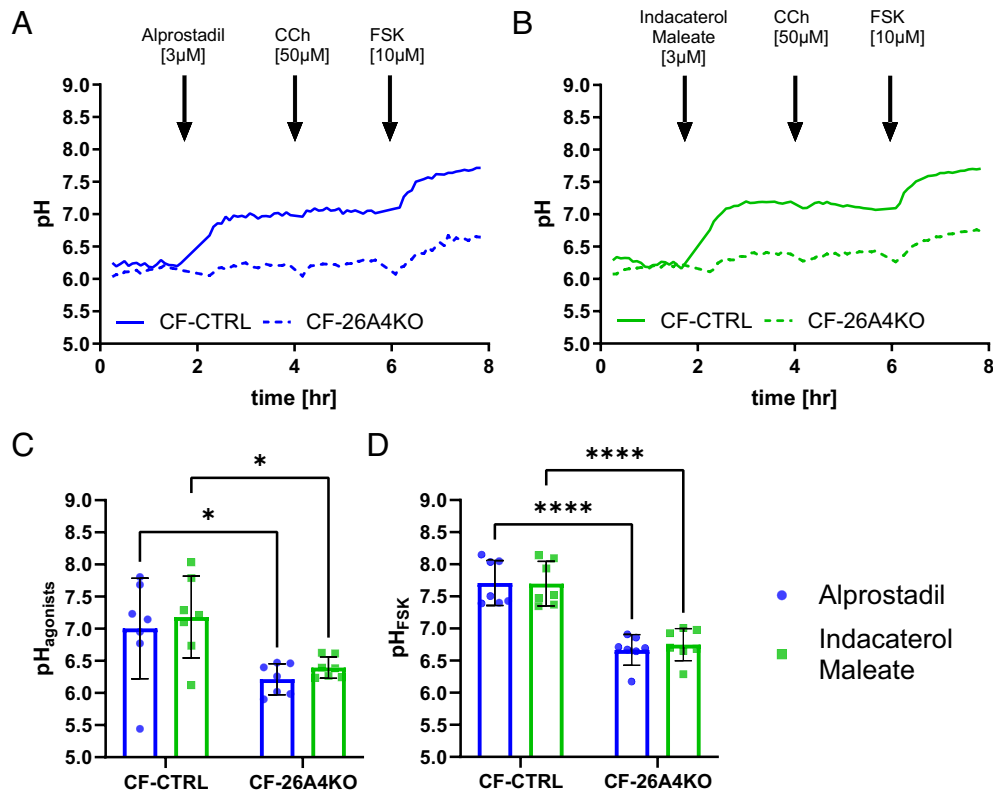 A
Alprostadil
[3μM]
CCh
[50μM]
FSK
[10μM]
9.0
8.5
8.0
7.5
7.0
6.5
6.0
5.5
5.0
pH
CF-CTRL CF-26A4KO
0 2 4 6 8
time [hr]
B
Indacaterol
Maleate
[3μM]
CCh
[50μM]
FSK
[10μM]
9.0
8.5
8.0
7.5
7.0
6.5
6.0
5.5
5.0
pH
CF-CTRL CF-26A4KO
0 2 4 6 8
time [hr]
C
*
*
9.0
8.5
8.0
7.5
7.0
6.5
6.0
5.5
5.0
pHagonists
CF-CTRL CF-26A4KO
D
****
****
9.0
8.5
8.0
7.5
7.0
6.5
6.0
5.5
5.0
pHFSK
CF-CTRL CF-26A4KO
Alprostadil
Indacaterol
Maleate